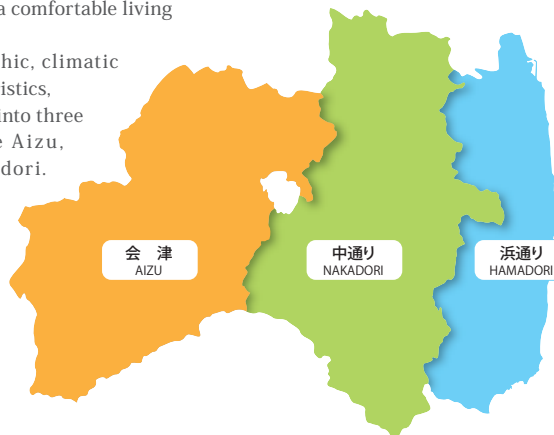 a comfortable living
hic, climatic
istics,
into three
e Aizu,
dori.
会 津
AIZU
中通り
NAKADORI
浜通り
HAMADORI